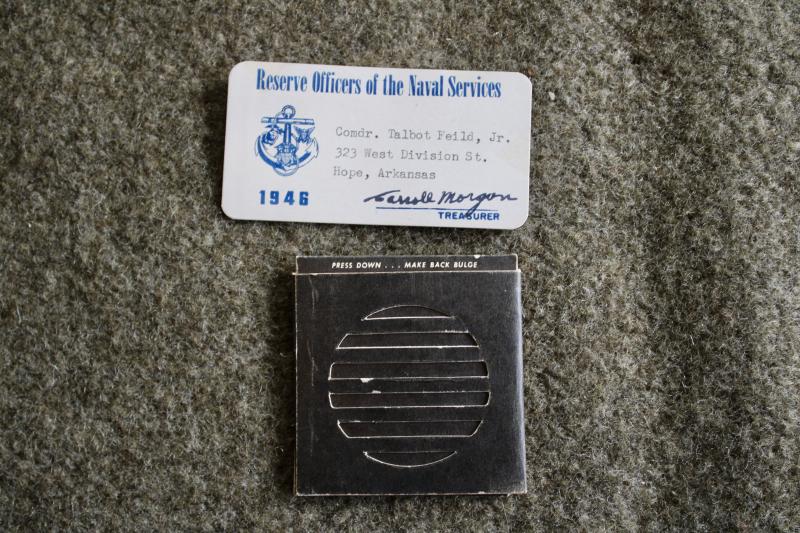 Reserve Officers of the Naval Services
Comdr. Talbot Feild, Jr.
323 West Division St.
Hope, Arkansas
1946
Carroll Morgan
TREASURER
PRESS DOWN . . . MAKE BACK BULGE